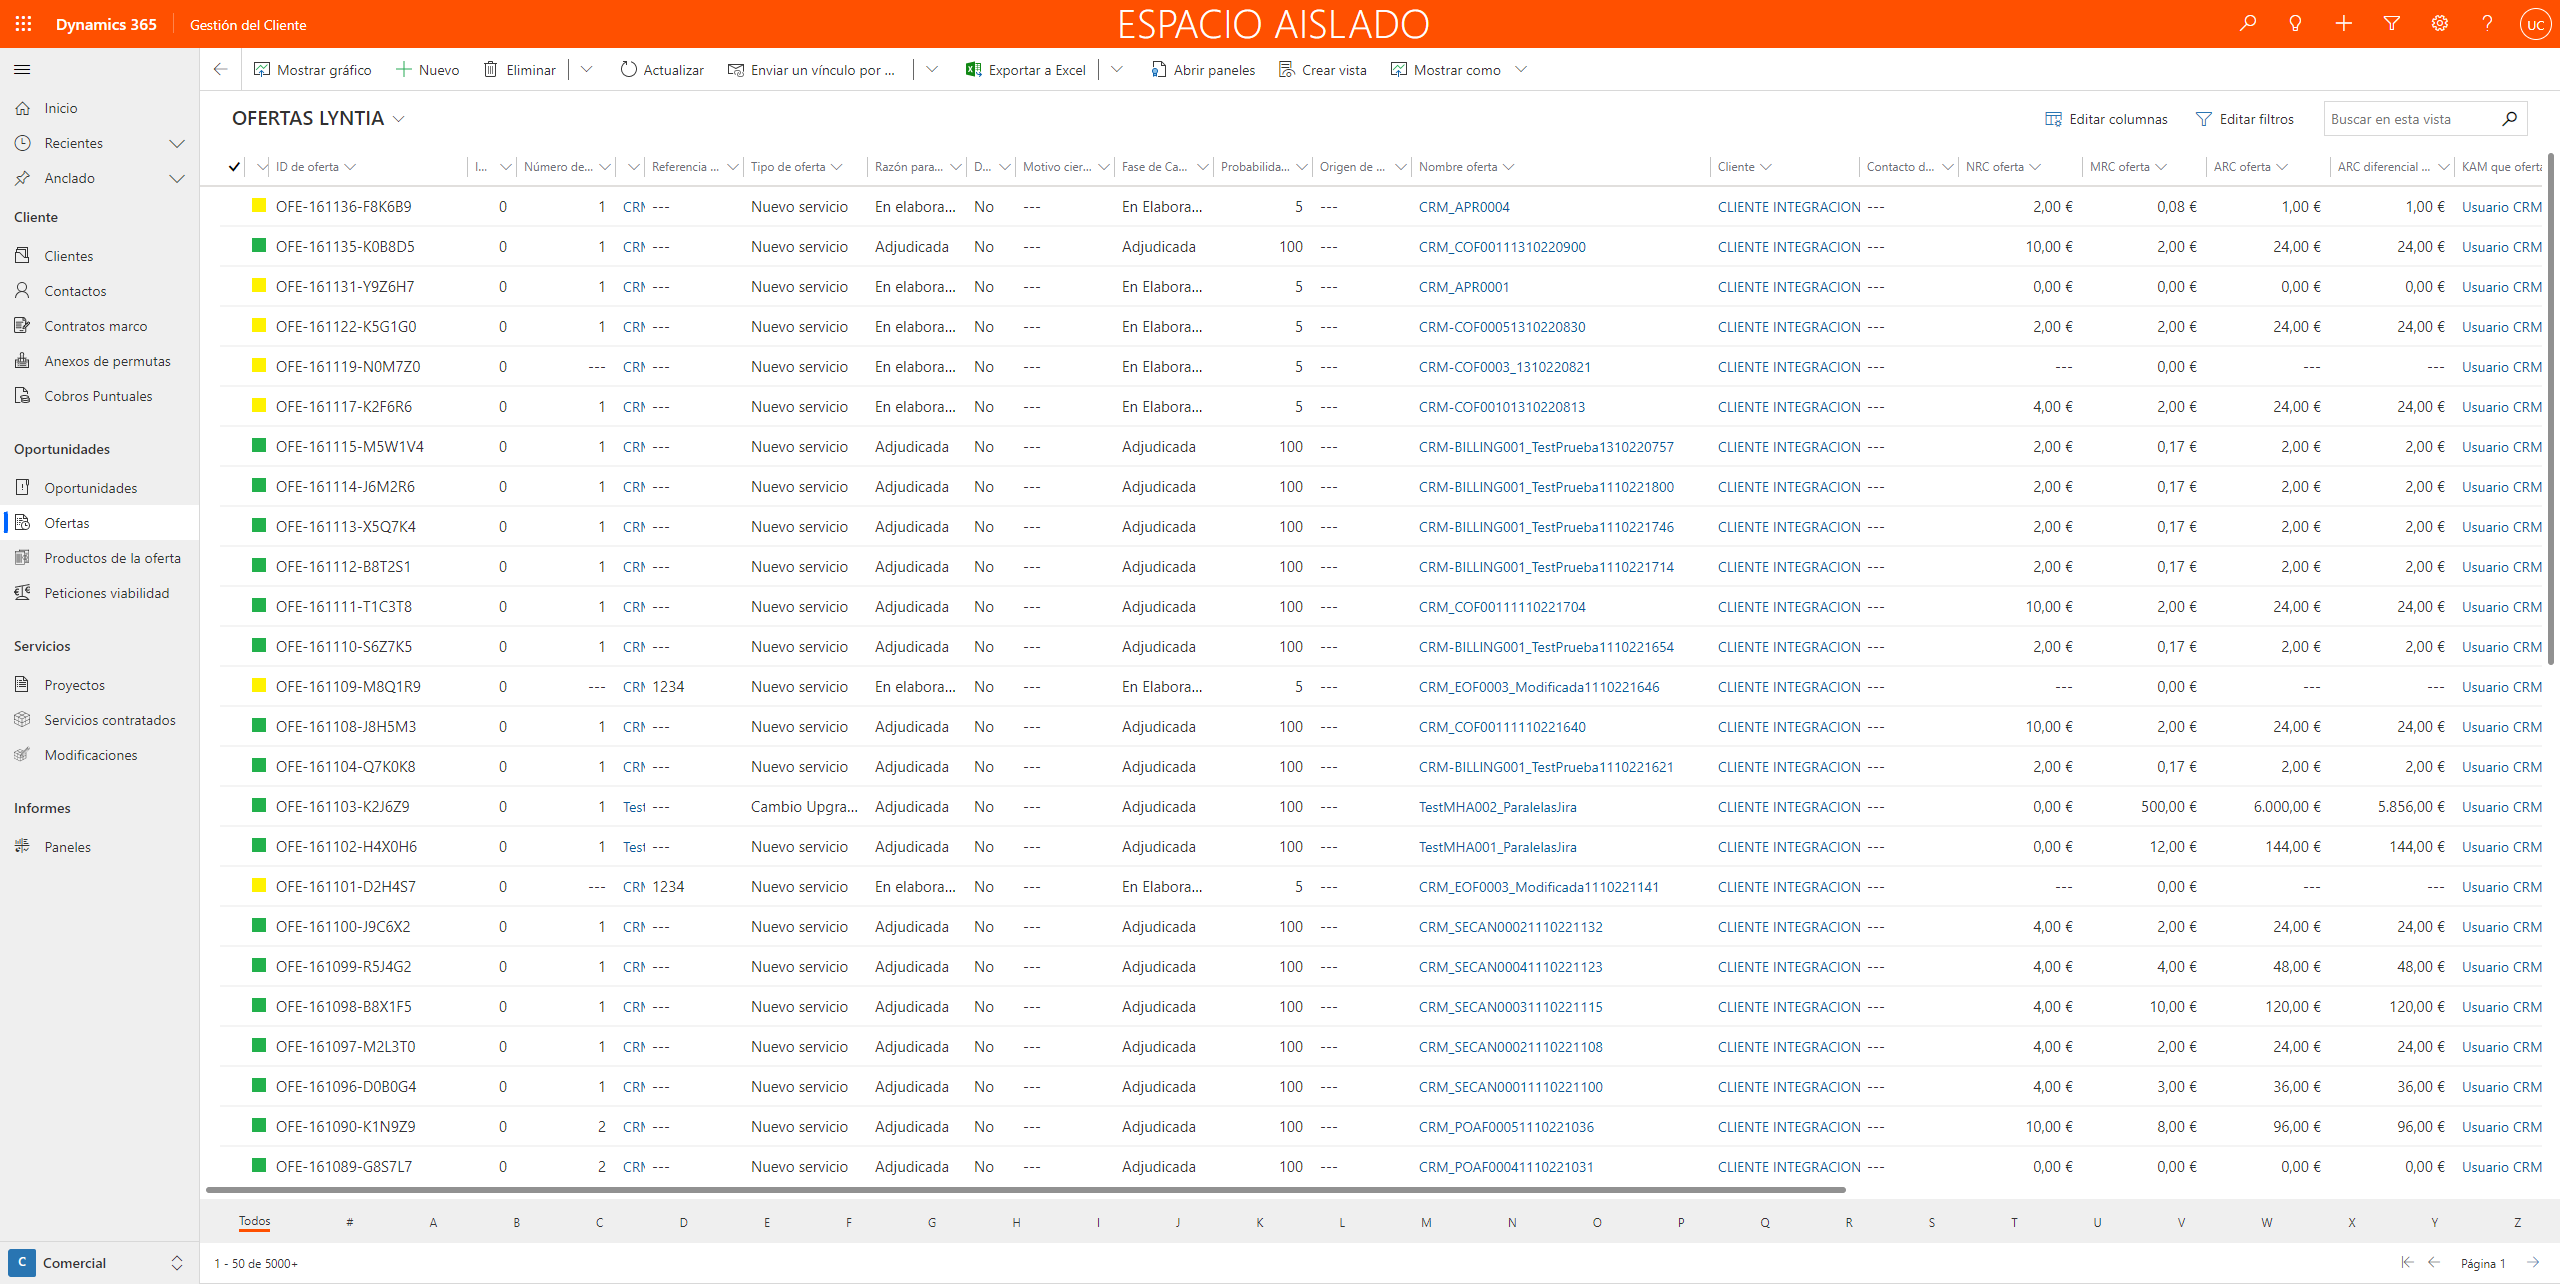 Dynamics 365 Gestión del Cliente ESPACIO AISLADO UC
Mostrar gráfico Nuevo Eliminar Actualizar Enviar un vínculo por ... Exportar a Excel Abrir paneles Crear vista Mostrar como
Inicio
Recientes
Anclado
Cliente
Clientes
Contactos
Contratos marco
Anexos de permutas
Cobros Puntuales
Oportunidades
Oportunidades
Ofertas
Productos de la oferta
Peticiones viabilidad
Servicios
Proyectos
Servicios contratados
Modificaciones
Informes
Paneles
C Comercial
OFERTAS LYNTIA Editar columnas Editar filtros Buscar en esta vista
ID de oferta I... Número de... Referencia ... Tipo de oferta Razón para... D... Motivo cier... Fase de Ca... Probabilida... Origen de ... Nombre oferta Cliente Contacto d... NRC oferta MRC oferta ARC oferta ARC diferencial ... KAM que oferta
OFE-161136-F8K6B9 0 1 CRM --- Nuevo servicio En elabora... No --- En Elabora... 5 --- CRM_APR0004 CLIENTE INTEGRACION --- 2,00 € 0,08 € 1,00 € 1,00 € Usuario CRM
OFE-161135-K0B8D5 0 1 CRM --- Nuevo servicio Adjudicada No --- Adjudicada 100 --- CRM_COF00111310220900 CLIENTE INTEGRACION --- 10,00 € 2,00 € 24,00 € 24,00 € Usuario CRM
OFE-161131-Y9Z6H7 0 1 CRM --- Nuevo servicio En elabora... No --- En Elabora... 5 --- CRM_APR0001 CLIENTE INTEGRACION --- 0,00 € 0,00 € 0,00 € 0,00 € Usuario CRM
OFE-161122-K5G1G0 0 1 CRM --- Nuevo servicio En elabora... No --- En Elabora... 5 --- CRM-COF00051310220830 CLIENTE INTEGRACION --- 2,00 € 2,00 € 24,00 € 24,00 € Usuario CRM
OFE-161119-N0M7Z0 0 --- CRM --- Nuevo servicio En elabora... No --- En Elabora... 5 --- CRM-COF0003_1310220821 CLIENTE INTEGRACION --- --- 0,00 € --- --- Usuario CRM
OFE-161117-K2F6R6 0 1 CRM --- Nuevo servicio En elabora... No --- En Elabora... 5 --- CRM-COF00101310220813 CLIENTE INTEGRACION --- 4,00 € 2,00 € 24,00 € 24,00 € Usuario CRM
OFE-161115-M5W1V4 0 1 CRM --- Nuevo servicio Adjudicada No --- Adjudicada 100 --- CRM-BILLING001_TestPrueba1310220757 CLIENTE INTEGRACION --- 2,00 € 0,17 € 2,00 € 2,00 € Usuario CRM
OFE-161114-J6M2R6 0 1 CRM --- Nuevo servicio Adjudicada No --- Adjudicada 100 --- CRM-BILLING001_TestPrueba1110221800 CLIENTE INTEGRACION --- 2,00 € 0,17 € 2,00 € 2,00 € Usuario CRM
OFE-161113-X5Q7K4 0 1 CRM --- Nuevo servicio Adjudicada No --- Adjudicada 100 --- CRM-BILLING001_TestPrueba1110221746 CLIENTE INTEGRACION --- 2,00 € 0,17 € 2,00 € 2,00 € Usuario CRM
OFE-161112-B8T2S1 0 1 CRM --- Nuevo servicio Adjudicada No --- Adjudicada 100 --- CRM-BILLING001_TestPrueba1110221714 CLIENTE INTEGRACION --- 2,00 € 0,17 € 2,00 € 2,00 € Usuario CRM
OFE-161111-T1C3T8 0 1 CRM --- Nuevo servicio Adjudicada No --- Adjudicada 100 --- CRM_COF00111110221704 CLIENTE INTEGRACION --- 10,00 € 2,00 € 24,00 € 24,00 € Usuario CRM
OFE-161110-S6Z7K5 0 1 CRM --- Nuevo servicio Adjudicada No --- Adjudicada 100 --- CRM-BILLING001_TestPrueba1110221654 CLIENTE INTEGRACION --- 2,00 € 0,17 € 2,00 € 2,00 € Usuario CRM
OFE-161109-M8Q1R9 0 --- CRM 1234 Nuevo servicio En elabora... No --- En Elabora... 5 --- CRM_EOF0003_Modificada1110221646 CLIENTE INTEGRACION --- --- 0,00 € --- --- Usuario CRM
OFE-161108-J8H5M3 0 1 CRM --- Nuevo servicio Adjudicada No --- Adjudicada 100 --- CRM_COF00111110221640 CLIENTE INTEGRACION --- 10,00 € 2,00 € 24,00 € 24,00 € Usuario CRM
OFE-161104-Q7K0K8 0 1 CRM --- Nuevo servicio Adjudicada No --- Adjudicada 100 --- CRM-BILLING001_TestPrueba1110221621 CLIENTE INTEGRACION --- 2,00 € 0,17 € 2,00 € 2,00 € Usuario CRM
OFE-161103-K2J6Z9 0 1 Test --- Cambio Upgra... Adjudicada No --- Adjudicada 100 --- TestMHA002_ParalelasJira CLIENTE INTEGRACION --- 0,00 € 500,00 € 6.000,00 € 5.856,00 € Usuario CRM
OFE-161102-H4X0H6 0 1 Test --- Nuevo servicio Adjudicada No --- Adjudicada 100 --- TestMHA001_ParalelasJira CLIENTE INTEGRACION --- 0,00 € 12,00 € 144,00 € 144,00 € Usuario CRM
OFE-161101-D2H4S7 0 --- CRM 1234 Nuevo servicio En elabora... No --- En Elabora... 5 --- CRM_EOF0003_Modificada1110221141 CLIENTE INTEGRACION --- --- 0,00 € --- --- Usuario CRM
OFE-161100-J9C6X2 0 1 CRM --- Nuevo servicio Adjudicada No --- Adjudicada 100 --- CRM_SECAN00021110221132 CLIENTE INTEGRACION --- 4,00 € 2,00 € 24,00 € 24,00 € Usuario CRM
OFE-161099-R5J4G2 0 1 CRM --- Nuevo servicio Adjudicada No --- Adjudicada 100 --- CRM_SECAN00041110221123 CLIENTE INTEGRACION --- 4,00 € 4,00 € 48,00 € 48,00 € Usuario CRM
OFE-161098-B8X1F5 0 1 CRM --- Nuevo servicio Adjudicada No --- Adjudicada 100 --- CRM_SECAN00031110221115 CLIENTE INTEGRACION --- 4,00 € 10,00 € 120,00 € 120,00 € Usuario CRM
OFE-161097-M2L3T0 0 1 CRM --- Nuevo servicio Adjudicada No --- Adjudicada 100 --- CRM_SECAN00021110221108 CLIENTE INTEGRACION --- 4,00 € 2,00 € 24,00 € 24,00 € Usuario CRM
OFE-161096-D0B0G4 0 1 CRM --- Nuevo servicio Adjudicada No --- Adjudicada 100 --- CRM_SECAN00011110221100 CLIENTE INTEGRACION --- 4,00 € 3,00 € 36,00 € 36,00 € Usuario CRM
OFE-161090-K1N9Z9 0 2 CRM --- Nuevo servicio Adjudicada No --- Adjudicada 100 --- CRM_POAF00051110221036 CLIENTE INTEGRACION --- 10,00 € 8,00 € 96,00 € 96,00 € Usuario CRM
OFE-161089-G8S7L7 0 2 CRM --- Nuevo servicio Adjudicada No --- Adjudicada 100 --- CRM_POAF00041110221031 CLIENTE INTEGRACION --- 0,00 € 0,00 € 0,00 € 0,00 € Usuario CRM
Todos # A B C D E F G H I J K L M N O P Q R S T U V W X Y Z
1 - 50 de 5000+ Página 1